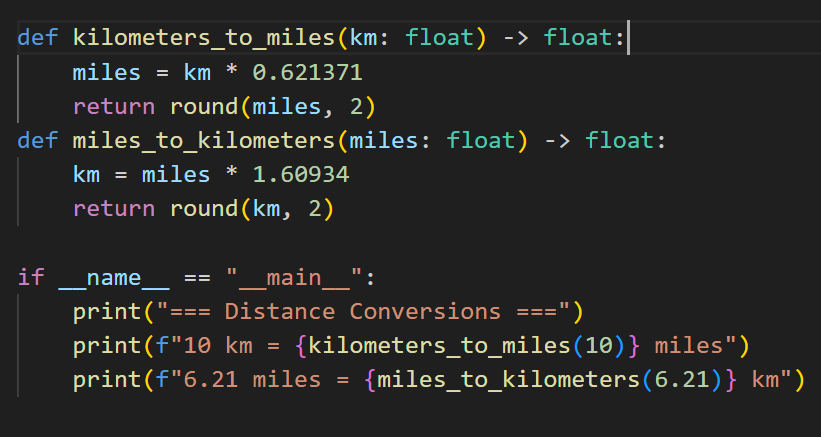 def kilometers_to_miles(km: float) -> float:
    miles = km * 0.621371
    return round(miles, 2)
def miles_to_kilometers(miles: float) -> float:
    km = miles * 1.60934
    return round(km, 2)

if __name__ == "__main__":
    print("=== Distance Conversions ===")
    print(f"10 km = {kilometers_to_miles(10)} miles")
    print(f"6.21 miles = {miles_to_kilometers(6.21)} km")